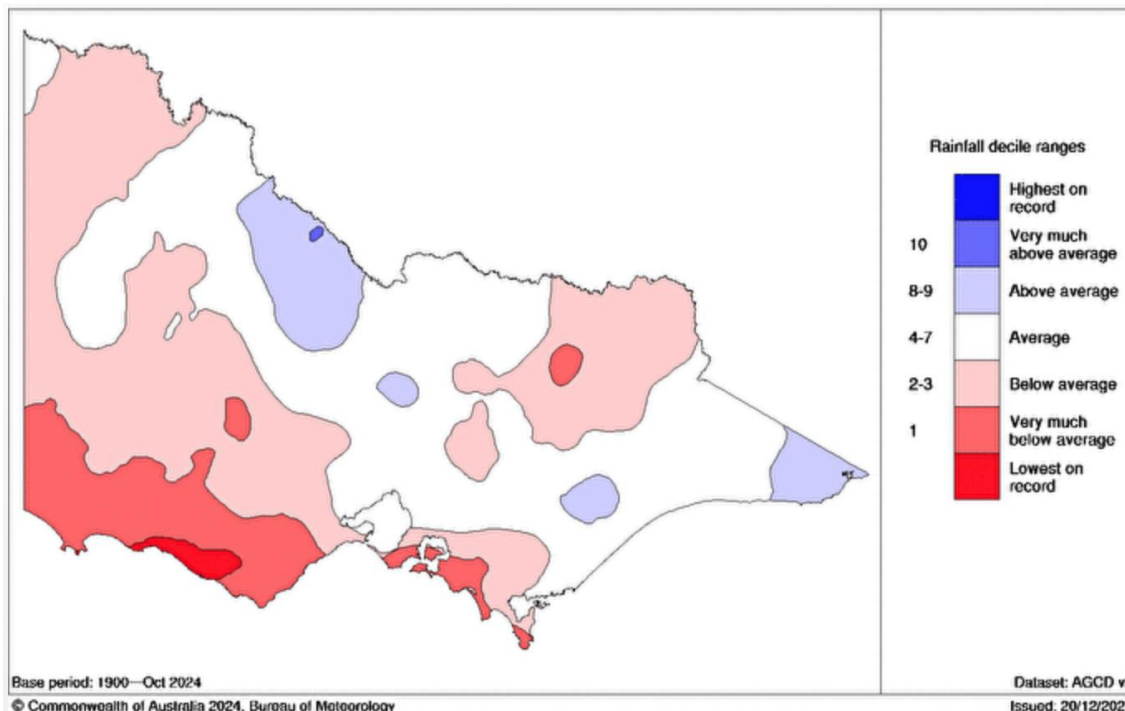 Rainfall decile ranges
Highest on
record
10
Very much
above average
8-9
Above average
4-7
Average
2-3
Below average
1
Very much
below average
Lowest on
record
Base period: 1900—Oct 2024
Dataset: AGCD v
© Commonwealth of Australia 2024, Bureau of Meteorology
Issued: 20/12/202